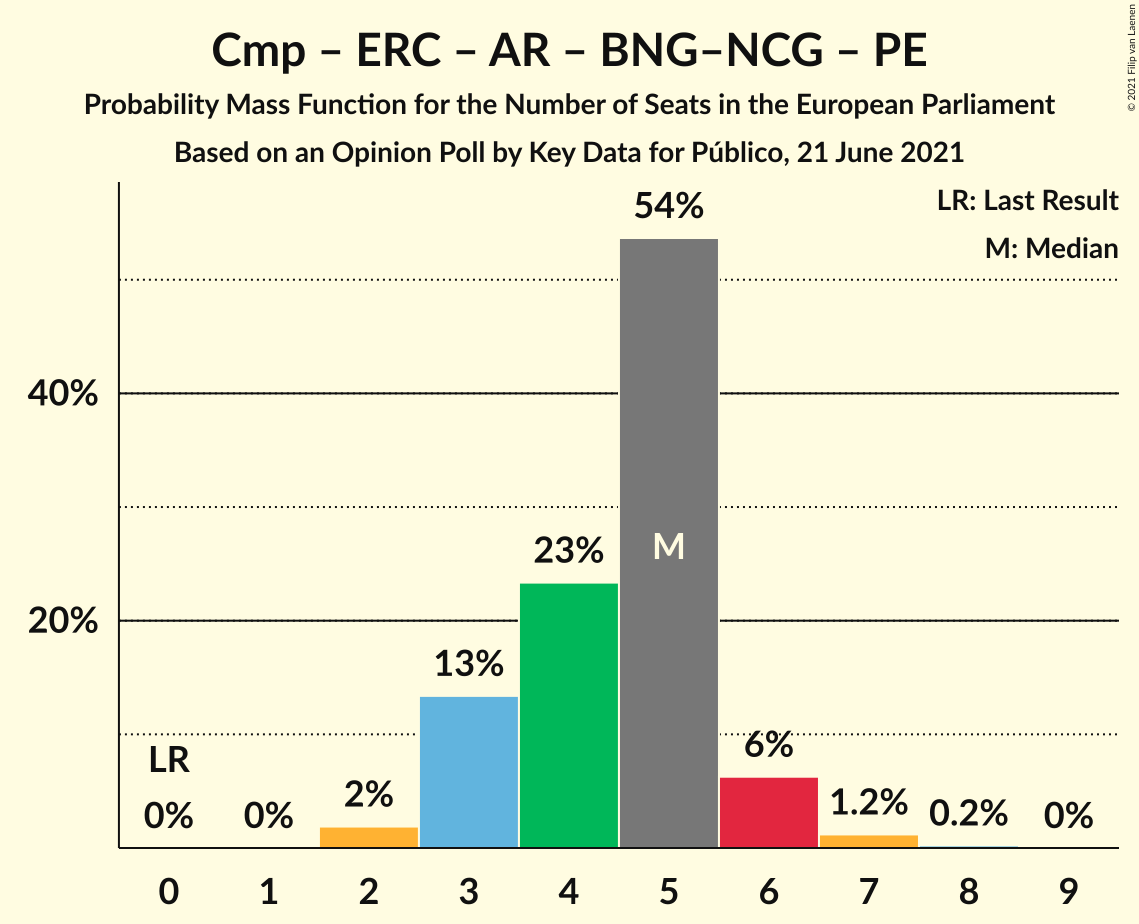 Cmp – ERC – AR – BNG–NCG – PE
Probability Mass Function for the Number of Seats in the European Parliament
Based on an Opinion Poll by Key Data for Público, 21 June 2021
© 2021 Filip van Laenen
LR: Last Result
M: Median
54%
40%
23%
M
20%
13%
6%
LR
2%
1.2%
0.2%
0%
0%
0%
0 1 2 3 4 5 6 7 8 9